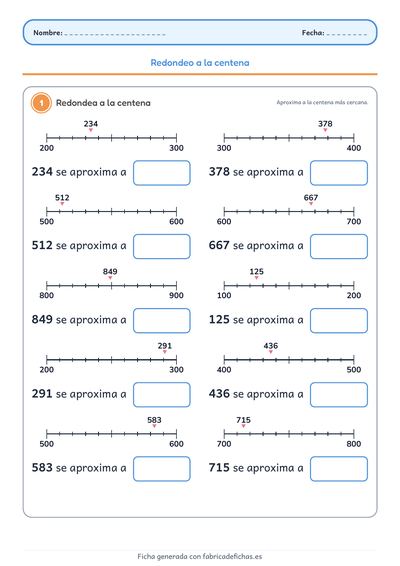 Nombre: Fecha:
Redondeo a la centena
1 Redondea a la centena Aproxima a la centena más cercana.
234 378
200 300 300 400
234 se aproxima a 378 se aproxima a
512 667
500 600 600 700
512 se aproxima a 667 se aproxima a
849 125
800 900 100 200
849 se aproxima a 125 se aproxima a
291 436
200 300 400 500
291 se aproxima a 436 se aproxima a
583 715
500 600 700 800
583 se aproxima a 715 se aproxima a
Ficha generada con fabricadefichas.es